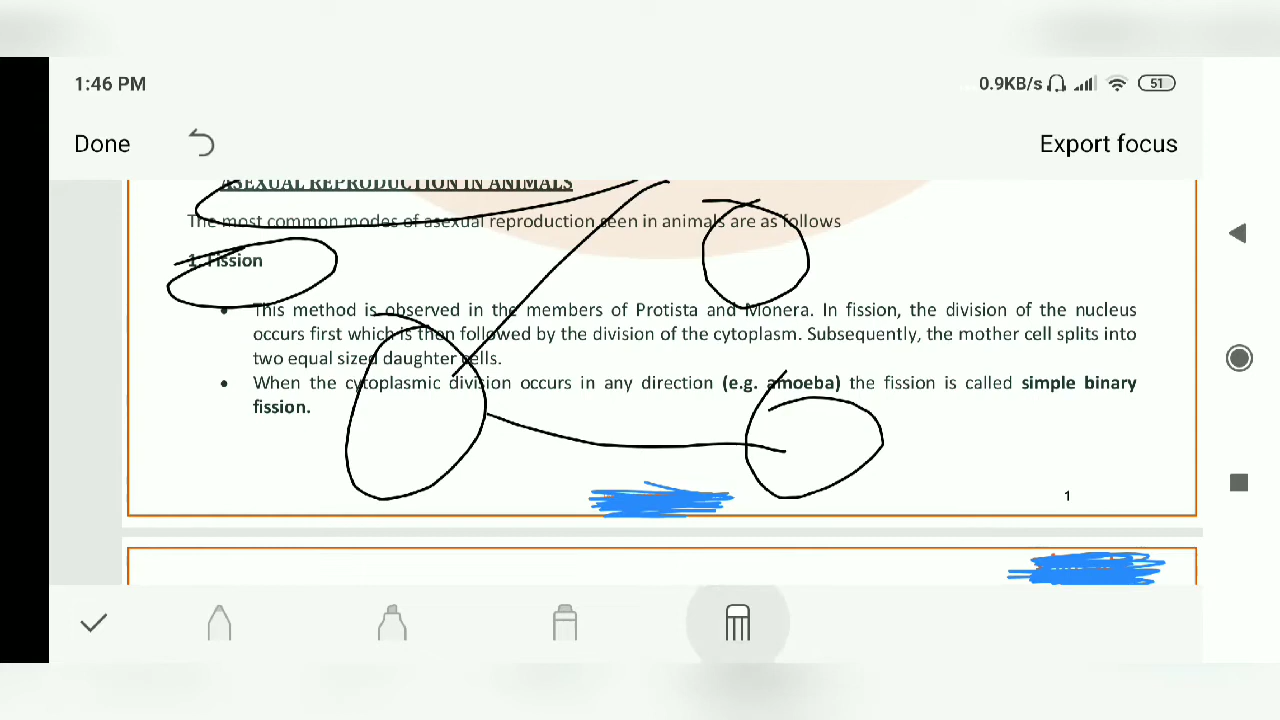 1:46 PM
0.9KB/s
51
Done
Export focus
ASEXUAL REPRODUCTION IN ANIMALS
The most common modes of asexual reproduction seen in animals are as follows
1. Fission
• This method is observed in the members of Protista and Monera. In fission, the division of the nucleus
occurs first which is then followed by the division of the cytoplasm. Subsequently, the mother cell splits into
two equal sized daughter cells.
• When the cytoplasmic division occurs in any direction (e.g. amoeba) the fission is called simple binary
fission.
1